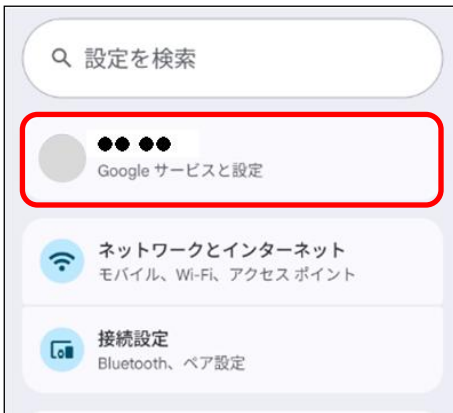 設定を検索
●● ●●
Google サービスと設定
ネットワークとインターネット
モバイル、Wi-Fi、アクセス ポイント
接続設定
Bluetooth、ペア設定